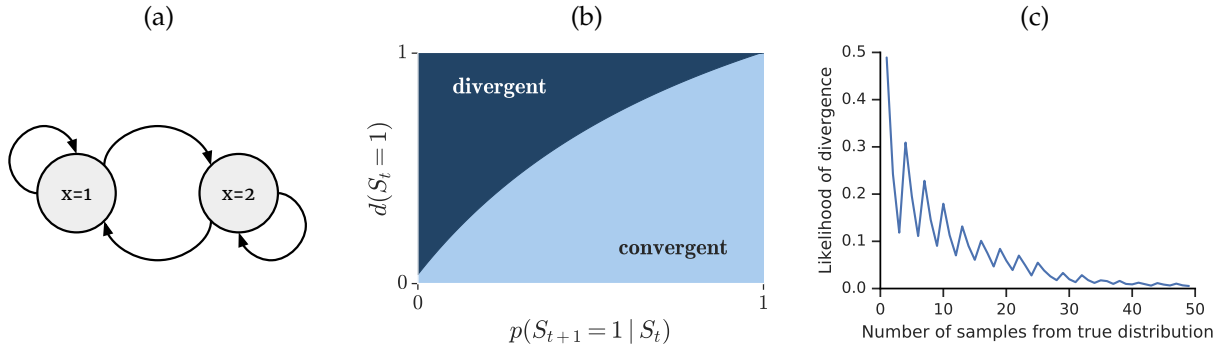 (a)
x=1
x=2
(b)
1
0
d(S_t = 1)
divergent
convergent
0
1
p(S_{t+1} = 1 | S_t)
(c)
Likelihood of divergence
0.5
0.4
0.3
0.2
0.1
0.0
0 10 20 30 40 50
Number of samples from true distribution